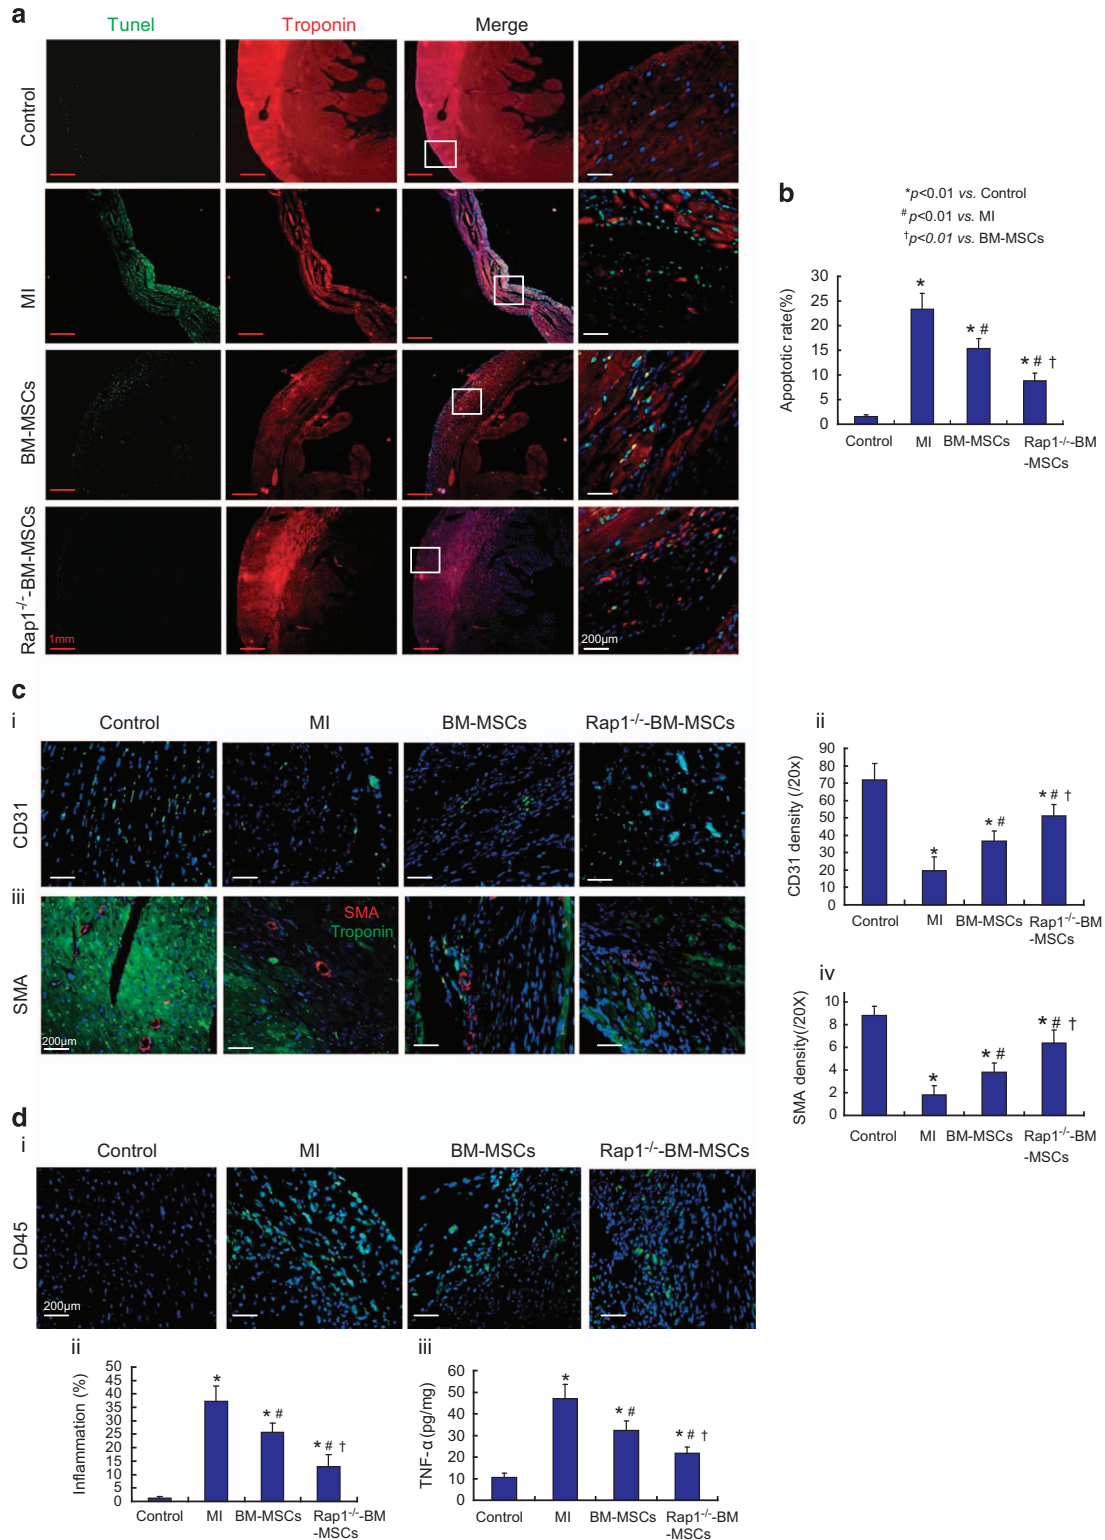 a
Tunel Troponin Merge
Control
MI
BM-MSCs
Rap1-/--BM-MSCs
1mm
200μm
b
*p<0.01 vs. Control
#p<0.01 vs. MI
†p<0.01 vs. BM-MSCs
Apoptotic rate(%)
30
25
20
15
10
5
0
*
* #
* # †
Control MI BM-MSCs Rap1-/--BM
-MSCs
c
i
Control MI BM-MSCs Rap1-/--BM-MSCs
CD31
iii
SMA
SMA
Troponin
200μm
ii
CD31 density (/20x)
90
80
70
60
50
40
30
20
10
0
*
* #
* # †
Control MI BM-MSCs Rap1-/--BM
-MSCs
iv
SMA density(/20X)
10
8
6
4
2
0
*
* #
* # †
Control MI BM-MSCs Rap1-/--BM
-MSCs
d
i
Control MI BM-MSCs Rap1-/--BM-MSCs
CD45
200μm
ii
Inflammation (%)
50
45
40
35
30
25
20
15
10
5
0
*
* #
* # †
Control MI BM-MSCs Rap1-/--BM
-MSCs
iii
TNF-α (pg/mg)
60
50
40
30
20
10
0
*
* #
* # †
Control MI BM-MSCs Rap1-/--BM
-MSCs